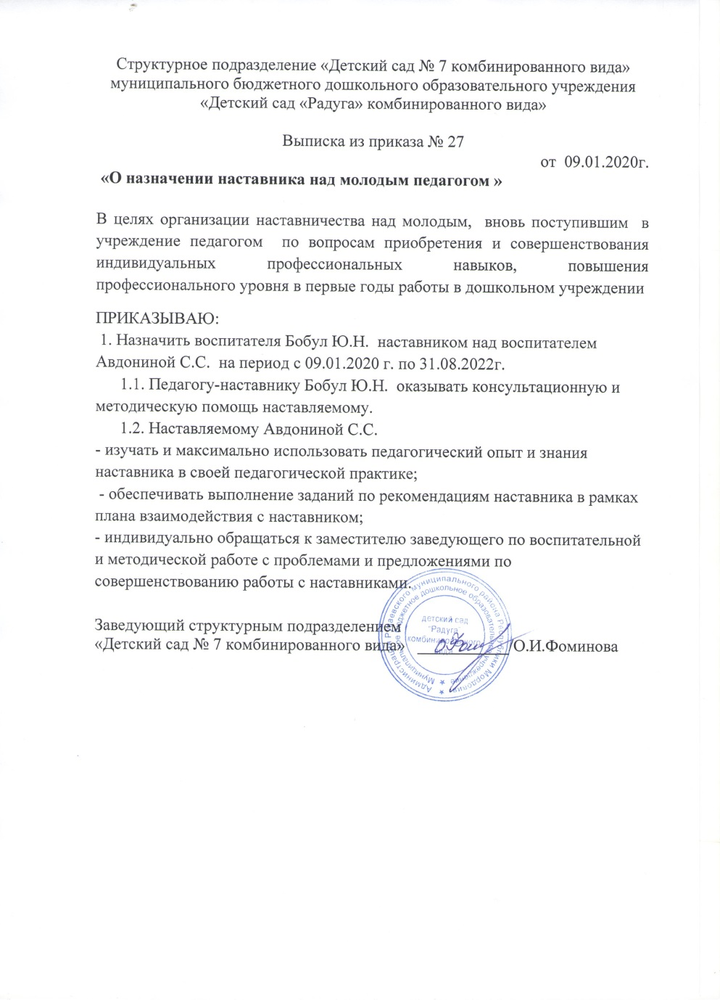 Структурное подразделение «Детский сад № 7 комбинированного вида»
муниципального бюджетного дошкольного образовательного учреждения
«Детский сад «Радуга» комбинированного вида»
Выписка из приказа № 27
от 09.01.2020г.
«О назначении наставника над молодым педагогом »
В целях организации наставничества над молодым, вновь поступившим в
учреждение педагогом по вопросам приобретения и совершенствования
индивидуальных профессиональных навыков, повышения
профессионального уровня в первые годы работы в дошкольном учреждении
ПРИКАЗЫВАЮ:
1. Назначить воспитателя Бобул Ю.Н. наставником над воспитателем
Авдониной С.С. на период с 09.01.2020 г. по 31.08.2022г.
1.1. Педагогу-наставнику Бобул Ю.Н. оказывать консультационную и
методическую помощь наставляемому.
1.2. Наставляемому Авдониной С.С.
- изучать и максимально использовать педагогический опыт и знания
наставника в своей педагогической практике;
- обеспечивать выполнение заданий по рекомендациям наставника в рамках
плана взаимодействия с наставником;
- индивидуально обращаться к заместителю заведующего по воспитательной
и методической работе с проблемами и предложениями по
совершенствованию работы с наставниками.
Заведующий структурным подразделением
«Детский сад № 7 комбинированного вида» ___________/О.И.Фоминова
Администрация Рузаевского муниципального района Республики Мордовия
Муниципальное бюджетное дошкольное образовательное учреждение
детский сад
"Радуга"
комбинированного
вида